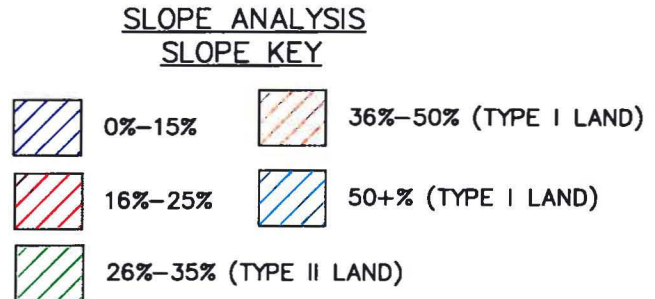 SLOPE ANALYSIS
SLOPE KEY
0%-15%
16%-25%
26%-35% (TYPE II LAND)
36%-50% (TYPE I LAND)
50+% (TYPE I LAND)